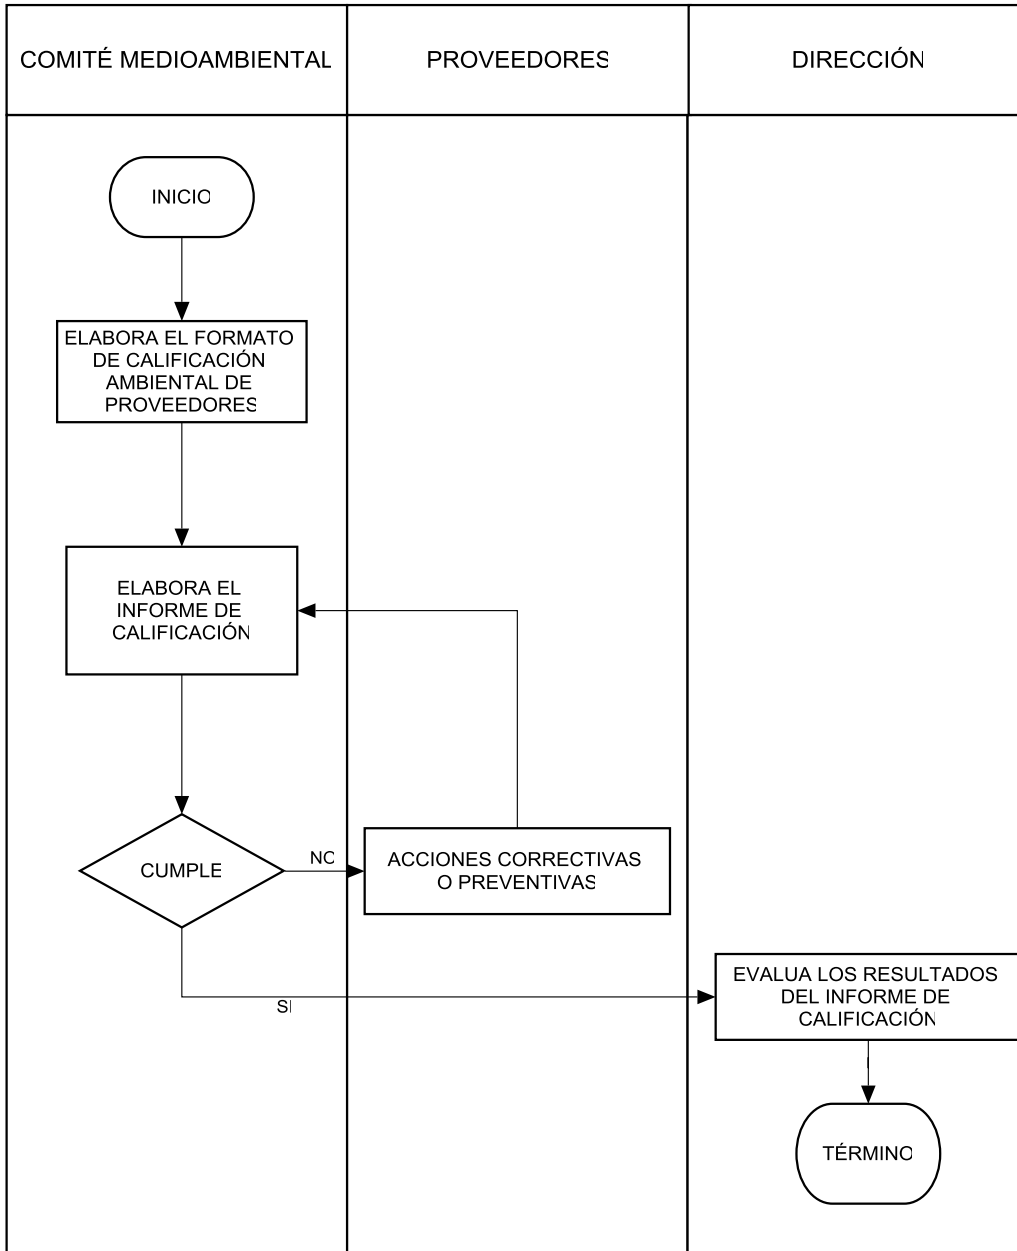 COMITÉ MEDIOAMBIENTAL
PROVEEDORES
DIRECCIÓN
INICIO
ELABORA EL FORMATO
DE CALIFICACIÓN
AMBIENTAL DE
PROVEEDORES
ELABORA EL
INFORME DE
CALIFICACIÓN
CUMPLE
NO
ACCIONES CORRECTIVAS
O PREVENTIVAS
SI
EVALUA LOS RESULTADOS
DEL INFORME DE
CALIFICACIÓN
TÉRMINO